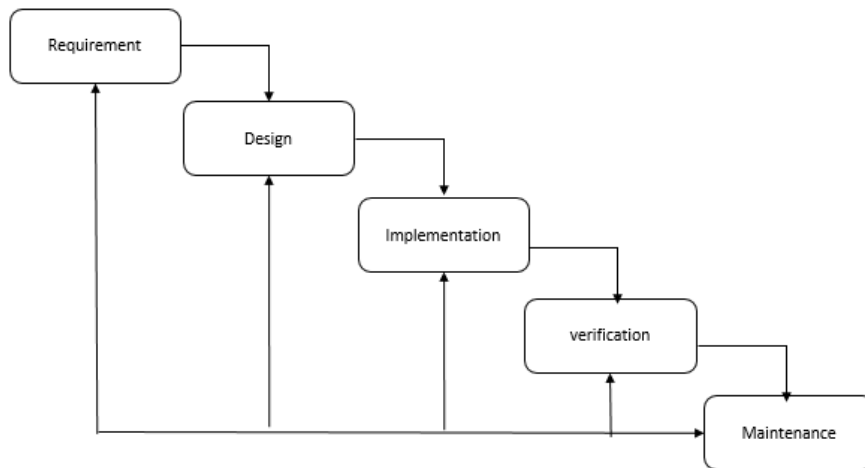 Requirement
Design
Implementation
verification
Maintenance